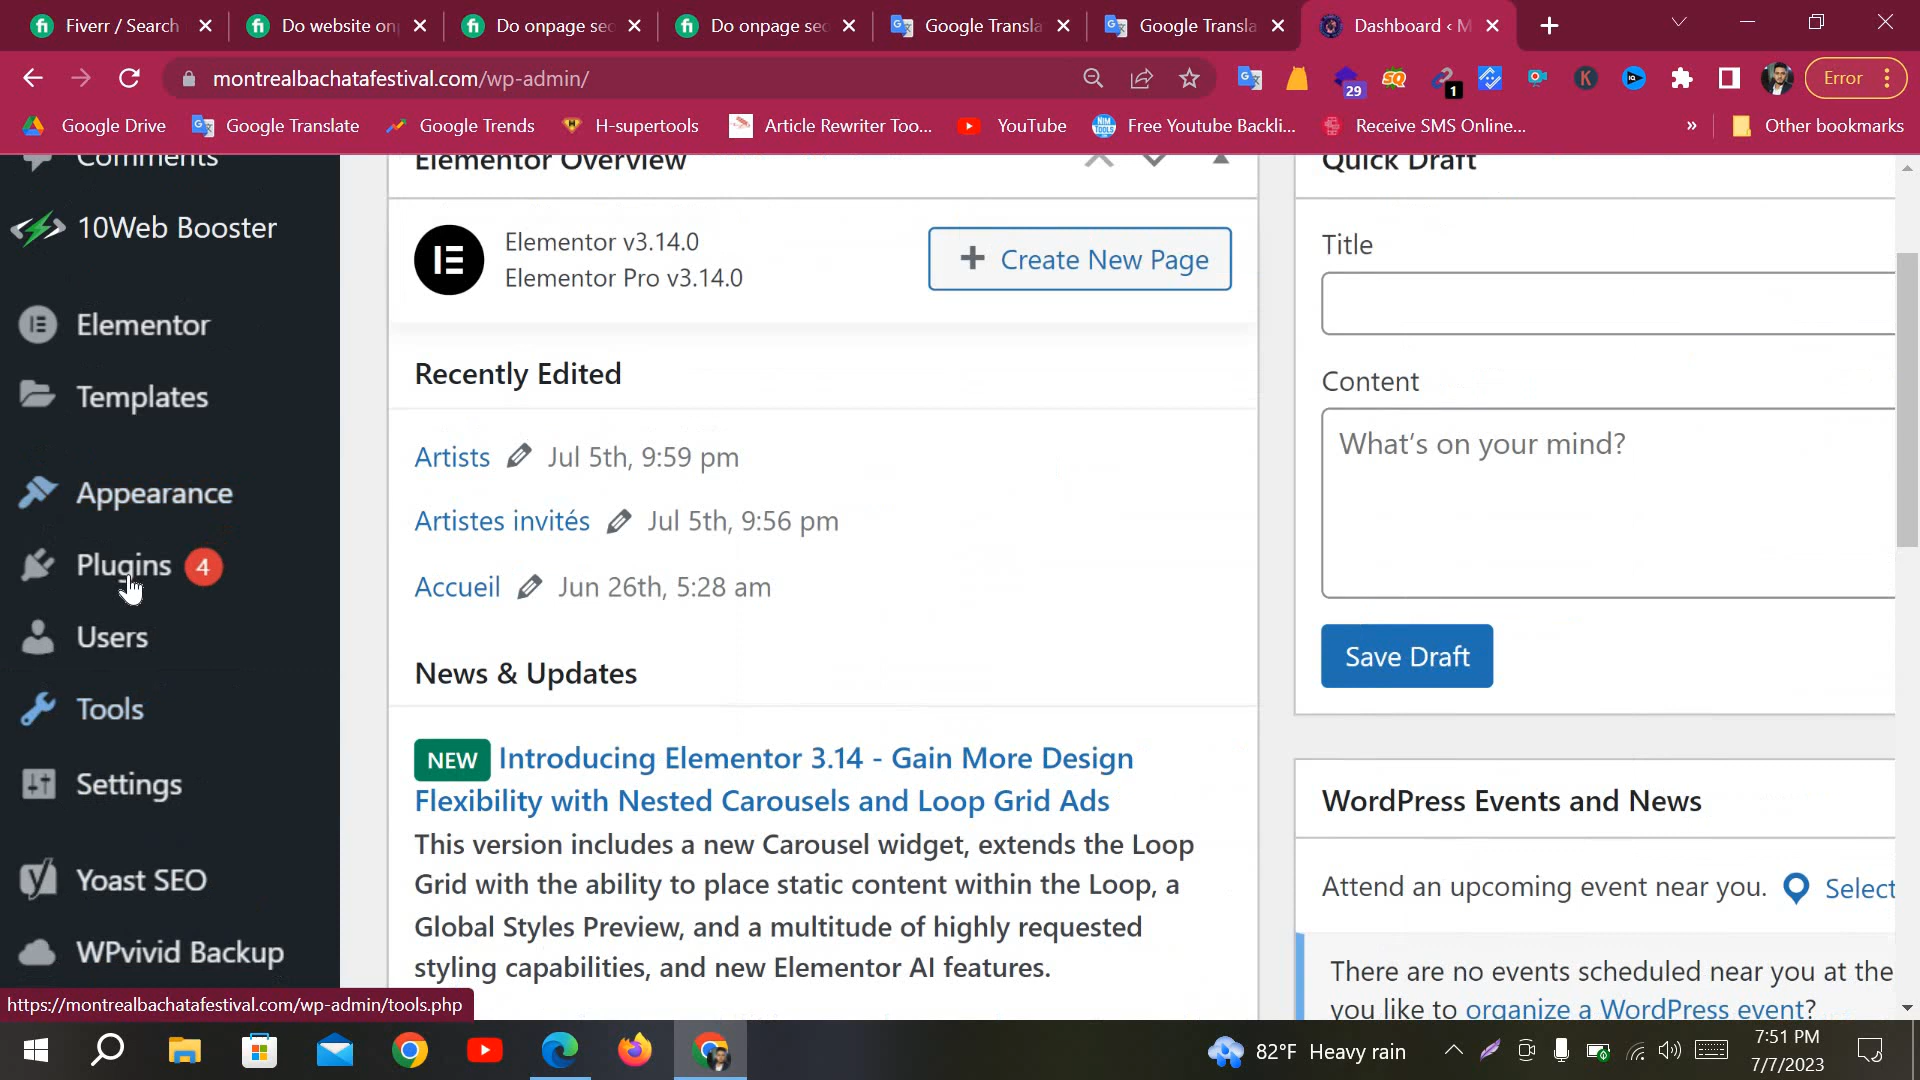 Fiverr / Search
Do website on
Do onpage seo
Do onpage seo
Google Transla
Google Transla
Dashboard ‹ M
montrealbachatafestival.com/wp-admin/
29
SQ
1
K
Error
Google Drive
Google Translate
Google Trends
H-supertools
Article Rewriter Too...
YouTube
Free Youtube Backli...
Receive SMS Online...
»
Other bookmarks
Comments
10Web Booster
Elementor
Templates
Appearance
Plugins 4
Users
Tools
Settings
Yoast SEO
WPvivid Backup
https://montrealbachatafestival.com/wp-admin/tools.php
Elementor Overview
Elementor v3.14.0
Elementor Pro v3.14.0
+ Create New Page
Recently Edited
Artists Jul 5th, 9:59 pm
Artistes invités Jul 5th, 9:56 pm
Accueil Jun 26th, 5:28 am
News & Updates
NEW Introducing Elementor 3.14 - Gain More Design
Flexibility with Nested Carousels and Loop Grid Ads
This version includes a new Carousel widget, extends the Loop
Grid with the ability to place static content within the Loop, a
Global Styles Preview, and a multitude of highly requested
styling capabilities, and new Elementor AI features.
Quick Draft
Title
Content
What's on your mind?
Save Draft
WordPress Events and News
Attend an upcoming event near you. Select
There are no events scheduled near you at the
you like to organize a WordPress event?
82°F Heavy rain
7:51 PM
7/7/2023